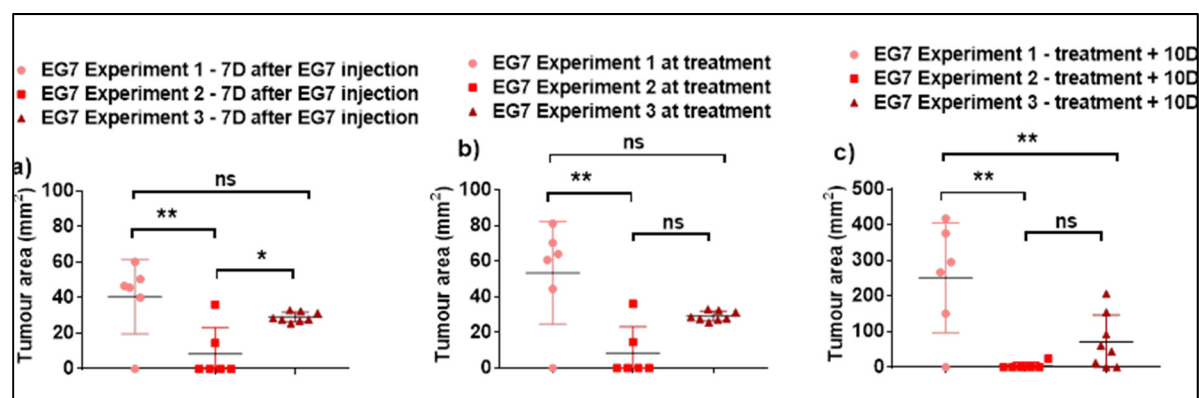 EG7 Experiment 1 - 7D after EG7 injection
EG7 Experiment 2 - 7D after EG7 injection
EG7 Experiment 3 - 7D after EG7 injection
a)
ns
**
*
Tumour area (mm²)
100
80
60
40
20
0
EG7 Experiment 1 at treatment
EG7 Experiment 2 at treatment
EG7 Experiment 3 at treatment
b)
ns
**
ns
Tumour area (mm²)
100
80
60
40
20
0
EG7 Experiment 1 - treatment + 10D
EG7 Experiment 2 - treatment + 10D
EG7 Experiment 3 - treatment + 10D
c)
**
**
ns
Tumour area (mm²)
500
400
300
200
100
0